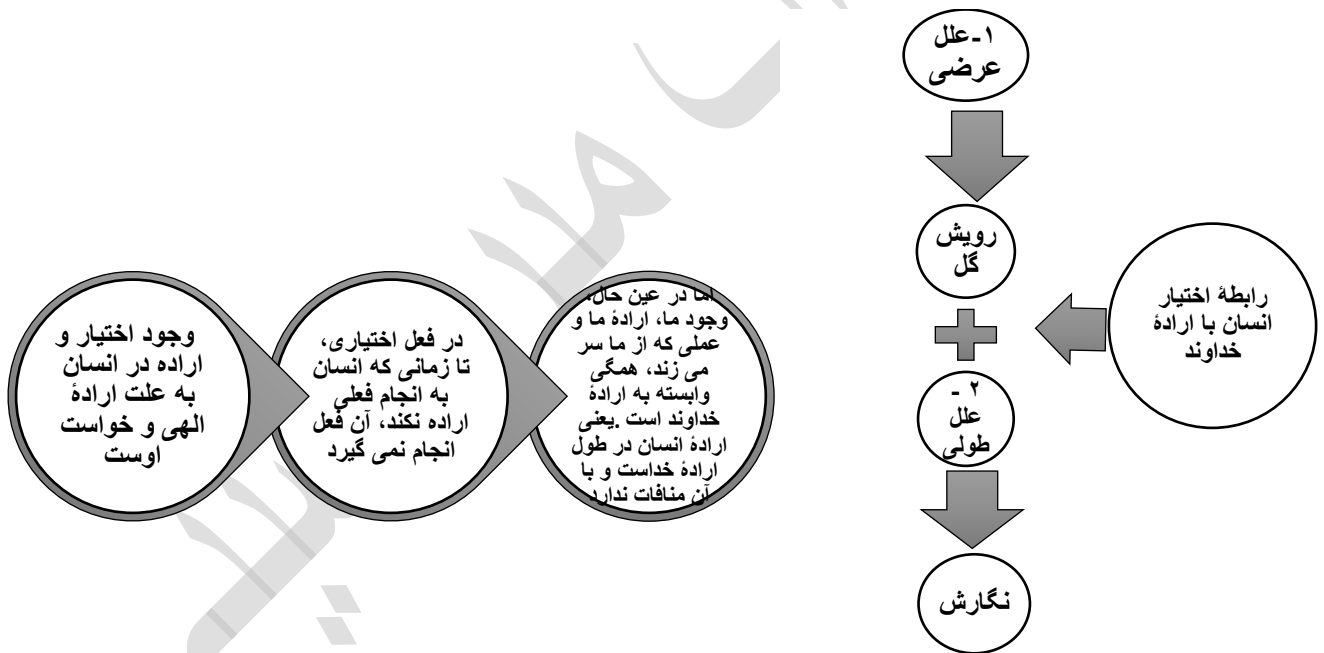 ۱-علل
عرضی
رویش
گل
۲ -
علل
طولی
نگارش
رابطهٔ اختیار
انسان با ارادهٔ
خداوند
اما در عین حال،
وجود ما، ارادهٔ ما و
عملی که از ما سر
می زند، همگی
وابسته به ارادهٔ
خداوند است .یعنی
ارادهٔ انسان در طول
ارادهٔ خداست و با
آن منافات ندارد
در فعل اختیاری،
تا زمانی که انسان
به انجام فعلی
اراده نکند، آن فعل
انجام نمی گیرد
وجود اختیار و
اراده در انسان
به علت ارادهٔ
الهی و خواست
اوست